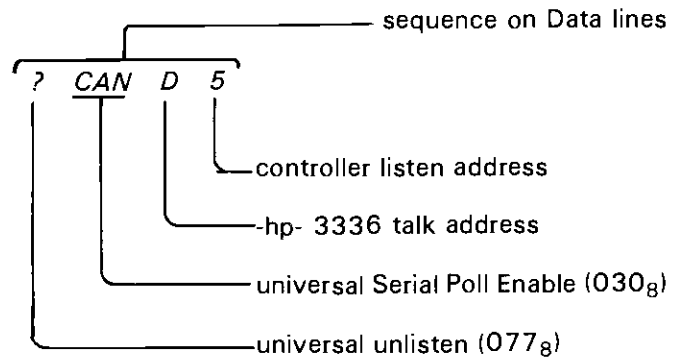 sequence on Data lines
? CAN D 5
controller listen address
-hp- 3336 talk address
universal Serial Poll Enable (030₈)
universal unlisten (077₈)